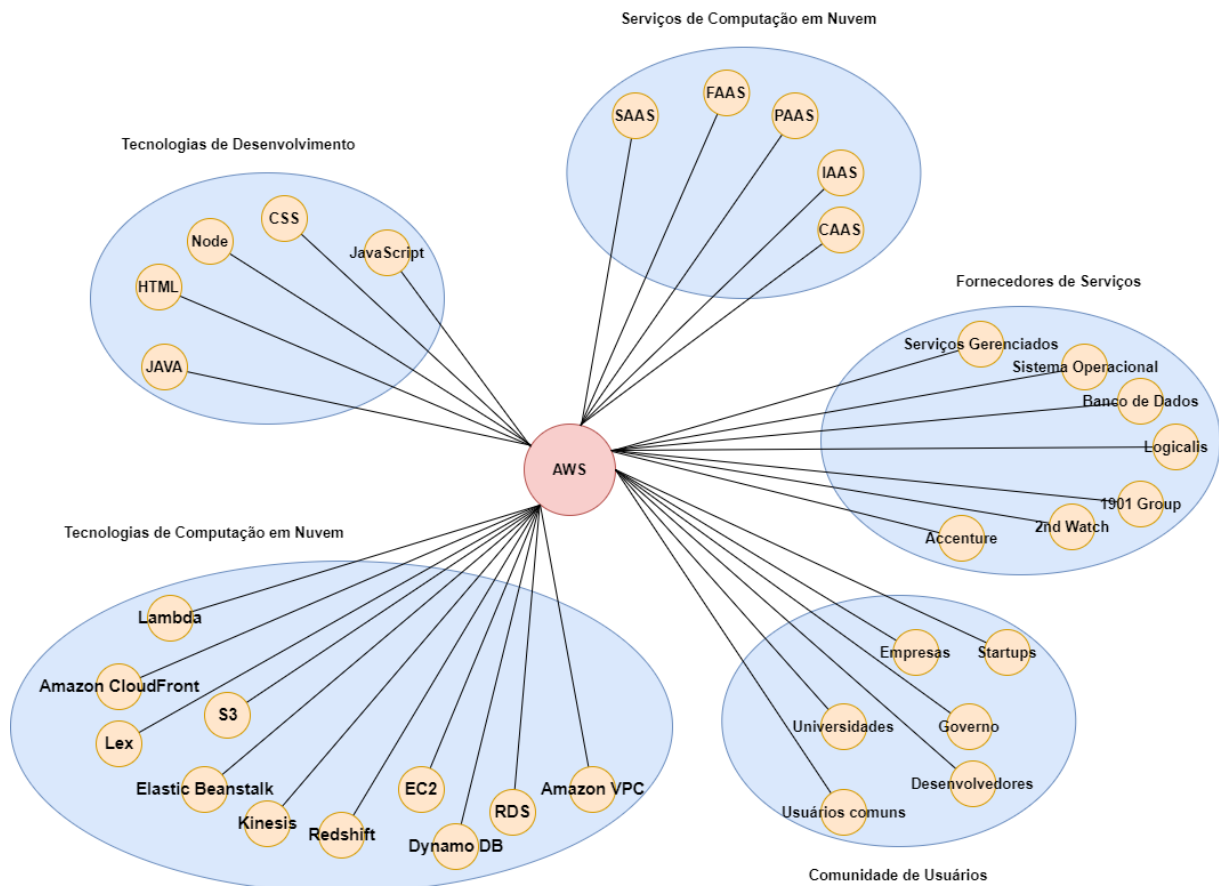 Serviços de Computação em Nuvem
FAAS
SAAS
PAAS
IAAS
CAAS
Tecnologias de Desenvolvimento
CSS
Node
JavaScript
HTML
JAVA
Fornecedores de Serviços
Serviços Gerenciados
Sistema Operacional
Banco de Dados
Logicalis
1901 Group
2nd Watch
Accenture
AWS
Tecnologias de Computação em Nuvem
Lambda
Amazon CloudFront
S3
Lex
Elastic Beanstalk
EC2
Amazon VPC
Kinesis
RDS
Redshift
Dynamo DB
Empresas
Startups
Universidades
Governo
Desenvolvedores
Usuários comuns
Comunidade de Usuários